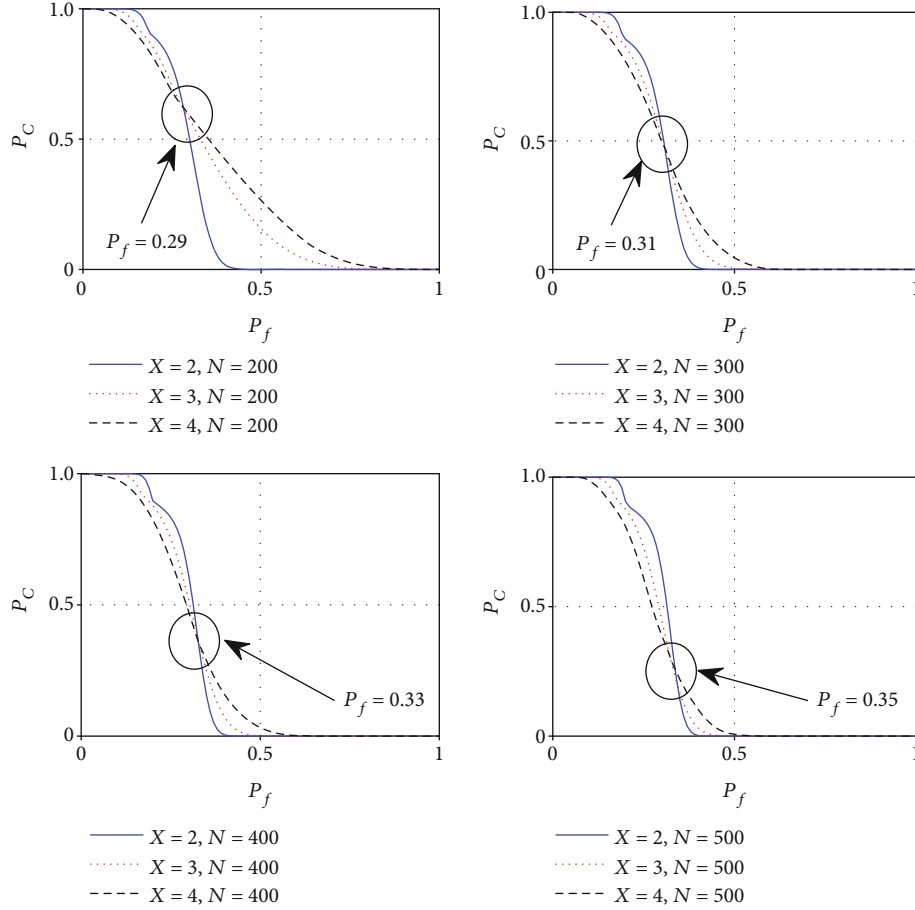 1.0
0.5
0
P_C
0
0.5
1
P_f
P_f = 0.29
X = 2, N = 200
X = 3, N = 200
X = 4, N = 200
1.0
0.5
0
P_C
0
0.5
1
P_f
P_f = 0.31
X = 2, N = 300
X = 3, N = 300
X = 4, N = 300
1.0
0.5
0
P_C
0
0.5
1
P_f
P_f = 0.33
X = 2, N = 400
X = 3, N = 400
X = 4, N = 400
1.0
0.5
0
P_C
0
0.5
1
P_f
P_f = 0.35
X = 2, N = 500
X = 3, N = 500
X = 4, N = 500